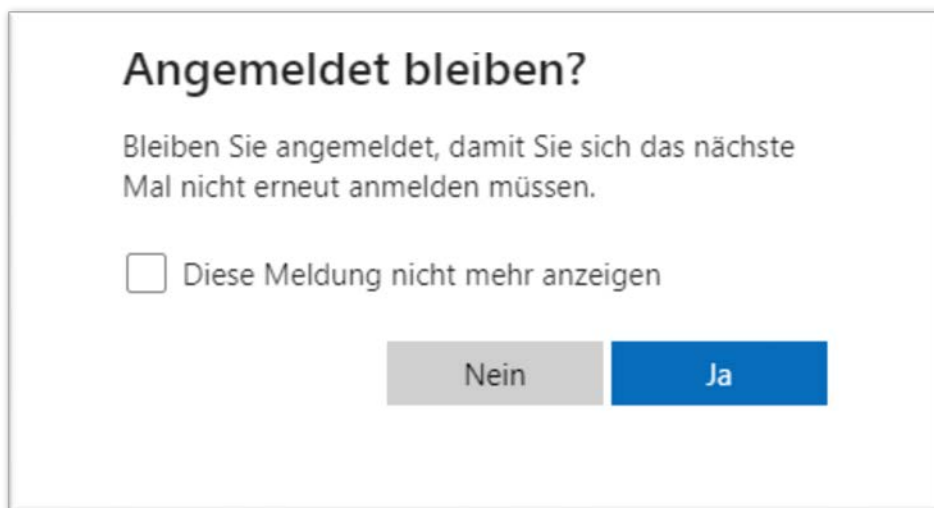 Angemeldet bleiben?
Bleiben Sie angemeldet, damit Sie sich das nächste
Mal nicht erneut anmelden müssen.
Diese Meldung nicht mehr anzeigen
Nein Ja